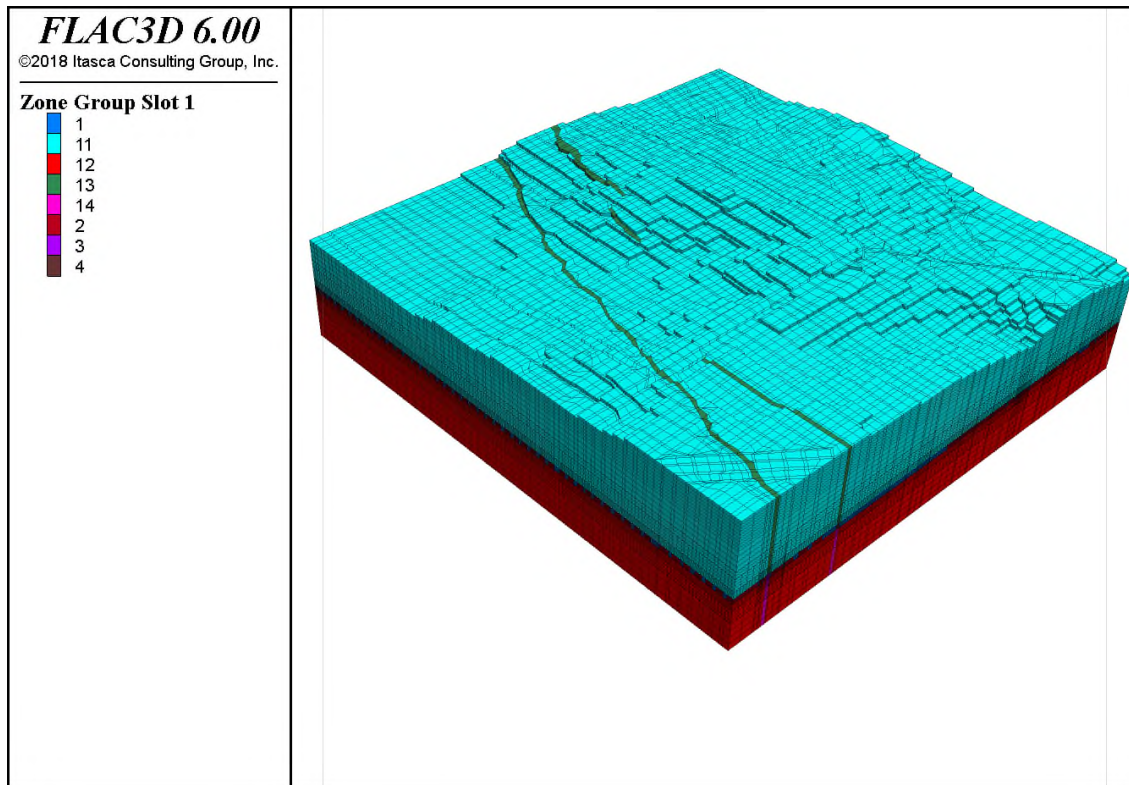 FLAC3D 6.00
©2018 Itasca Consulting Group, Inc.
Zone Group Slot 1
1
11
12
13
14
2
3
4